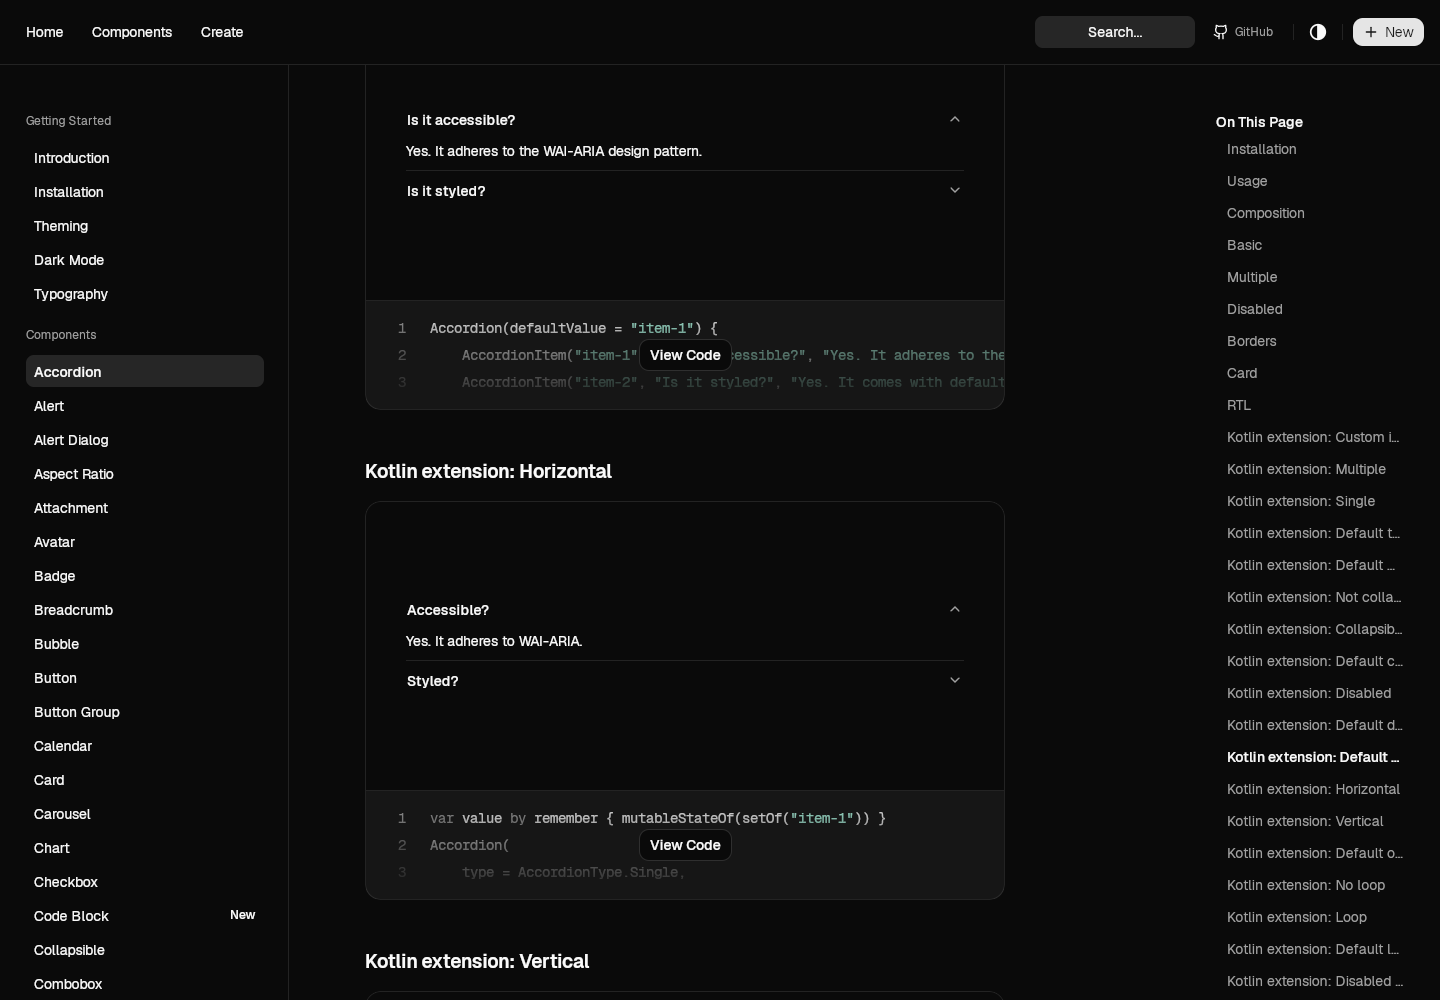 Home
Components
Create
Search...
GitHub
New
Getting Started
Introduction
Installation
Theming
Dark Mode
Typography
Components
Accordion
Alert
Alert Dialog
Aspect Ratio
Attachment
Avatar
Badge
Breadcrumb
Bubble
Button
Button Group
Calendar
Card
Carousel
Chart
Checkbox
Code Block New
Collapsible
Combobox
Is it accessible?
Yes. It adheres to the WAI-ARIA design pattern.
Is it styled?
1 Accordion(defaultValue = "item-1") {
2 AccordionItem("item-1" cessible?", "Yes. It adheres to the
View Code
3 AccordionItem("item-2", "Is it styled?", "Yes. It comes with default
Kotlin extension: Horizontal
Accessible?
Yes. It adheres to WAI-ARIA.
Styled?
1 var value by remember { mutableStateOf(setOf("item-1")) }
2 Accordion(
View Code
3 type = AccordionType.Single,
Kotlin extension: Vertical
On This Page
Installation
Usage
Composition
Basic
Multiple
Disabled
Borders
Card
RTL
Kotlin extension: Custom i...
Kotlin extension: Multiple
Kotlin extension: Single
Kotlin extension: Default t...
Kotlin extension: Default ...
Kotlin extension: Not colla...
Kotlin extension: Collapsib...
Kotlin extension: Default c...
Kotlin extension: Disabled
Kotlin extension: Default d...
Kotlin extension: Default ...
Kotlin extension: Horizontal
Kotlin extension: Vertical
Kotlin extension: Default o...
Kotlin extension: No loop
Kotlin extension: Loop
Kotlin extension: Default l...
Kotlin extension: Disabled ...